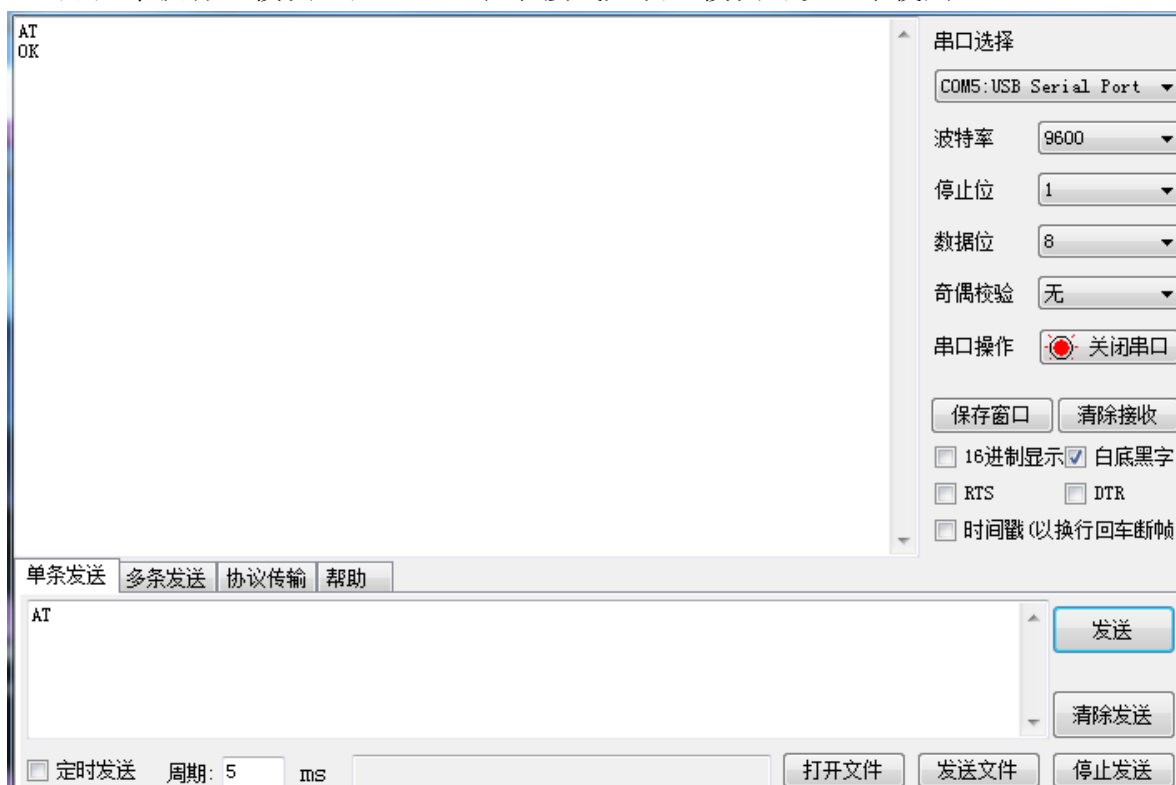 AT
OK
串口选择
COM5:USB Serial Port
波特率 9600
停止位 1
数据位 8
奇偶校验 无
串口操作 关闭串口
保存窗口 清除接收
16进制显示 白底黑字
RTS DTR
时间戳(以换行回车断帧
单条发送 多条发送 协议传输 帮助
AT
发送
清除发送
定时发送 周期: 5 ms 打开文件 发送文件 停止发送